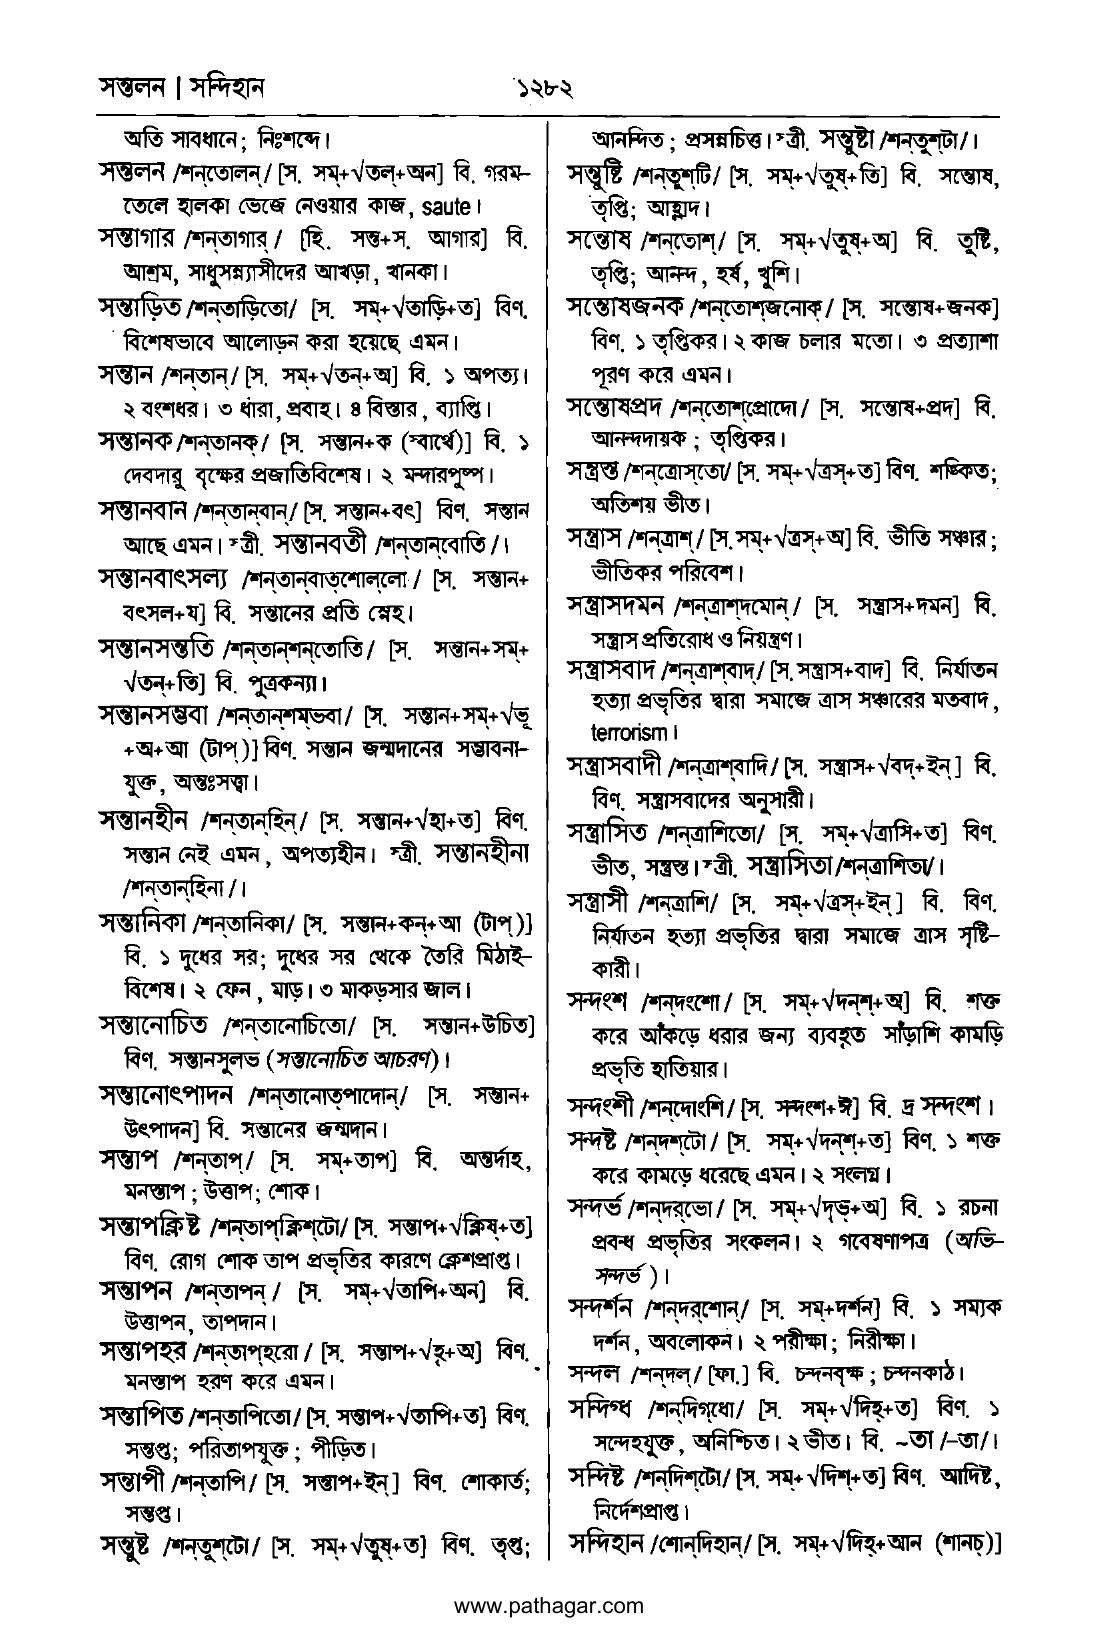 সন্তলন | সন্দিহান
১২৮২
অতি সাবধানে; নিঃশব্দে।
সন্তলন /শন্‌তোলন্‌/ [স. সম্+√তল্+অন] বি. গরম-
তেলে হালকা ভেজে নেওয়ার কাজ, saute।
সন্তাগার /শন্‌তাগার্‌/ [হি. সন্ত+স. আগার] বি.
আশ্রম, সাধুসন্ন্যাসীদের আখড়া, খানকা।
সন্তাড়িত /শন্‌তাড়িতো/ [স. সম্+√তাড়ি+ত] বিণ.
বিশেষভাবে আলোড়ন করা হয়েছে এমন।
সন্তান /শন্‌তান্‌/ [স. সম্+√তন্+অ] বি. ১ অপত্য।
২ বংশধর। ৩ ধারা, প্রবাহ। ৪ বিস্তার, ব্যাপ্তি।
সন্তানক /শন্‌তানক্‌/ [স. সন্তান+ক (স্বার্থে)] বি. ১
দেবদারু বৃক্ষের প্রজাতিবিশেষ। ২ মন্দারপুষ্প।
সন্তানবান /শন্‌তান্‌বান্‌/ [স. সন্তান+বৎ] বিণ. সন্তান
আছে এমন। স্ত্রী. সন্তানবতী /শন্‌তান্‌বোতি/।
সন্তানবাৎসল্য /শন্‌তান্‌বাত্‌শোল্‌লো/ [স. সন্তান+
বৎসল+য] বি. সন্তানের প্রতি স্নেহ।
সন্তানসন্ততি /শন্‌তান্‌শন্‌তোতি/ [স. সন্তান+সম্+
√তন্+তি] বি. পুত্রকন্যা।
সন্তানসম্ভবা /শন্‌তান্‌শম্‌ভবা/ [স. সন্তান+সম্+√ভূ
+অ+আ (টাপ্)] বিণ. সন্তান জন্মদানের সম্ভাবনা-
যুক্ত, অন্তঃসত্ত্বা।
সন্তানহীন /শন্‌তান্‌হিন্‌/ [স. সন্তান+√হা+ত] বিণ.
সন্তান নেই এমন, অপত্যহীন। স্ত্রী. সন্তানহীনা
/শন্‌তান্‌হিনা/।
সন্তানিকা /শন্‌তানিকা/ [স. সন্তান+কন্+আ (টাপ্)]
বি. ১ দুধের সর; দুধের সর থেকে তৈরি মিঠাই-
বিশেষ। ২ ফেন, মাড়। ৩ মাকড়সার জাল।
সন্তানোচিত /শন্‌তানোচিতো/ [স. সন্তান+উচিত]
বিণ. সন্তানসুলভ (সন্তানোচিত আচরণ)।
সন্তানোৎপাদন /শন্‌তানোত্‌পাদোন্‌/ [স. সন্তান+
উৎপাদন] বি. সন্তানের জন্মদান।
সন্তাপ /শন্‌তাপ্‌/ [স. সম্+তাপ] বি. অন্তর্দাহ,
মনস্তাপ; উত্তাপ; শোক।
সন্তাপক্লিষ্ট /শন্‌তাপ্‌ক্লিশ্‌টো/ [স. সন্তাপ+√ক্লিষ্+ত]
বিণ. রোগ শোক তাপ প্রভৃতির কারণে ক্লেশপ্রাপ্ত।
সন্তাপন /শন্‌তাপন্‌/ [স. সম্+√তাপি+অন] বি.
উত্তাপন, তাপদান।
সন্তাপহর /শন্‌তাপ্‌হরো/ [স. সন্তাপ+√হৃ+অ] বিণ.
মনস্তাপ হরণ করে এমন।
সন্তাপিত /শন্‌তাপিতো/ [স. সন্তাপ+√তাপি+ত] বিণ.
সন্তপ্ত; পরিতাপযুক্ত; পীড়িত।
সন্তাপী /শন্‌তাপি/ [স. সন্তাপ+ইন্] বিণ. শোকার্ত;
সন্তপ্ত।
সন্তুষ্ট /শন্‌তুশ্‌টো/ [স. সম্+√তুষ্+ত] বিণ. তৃপ্ত;
আনন্দিত; প্রসন্নচিত্ত। স্ত্রী. সন্তুষ্টা /শন্‌তুশ্‌টা/।
সন্তুষ্টি /শন্‌তুশ্‌টি/ [স. সম্+√তুষ্+তি] বি. সন্তোষ,
তৃপ্তি; আহ্লাদ।
সন্তোষ /শন্‌তোশ্‌/ [স. সম্+√তুষ্+অ] বি. তুষ্টি,
তৃপ্তি; আনন্দ, হর্ষ, খুশি।
সন্তোষজনক /শন্‌তোশ্‌জনোক্‌/ [স. সন্তোষ+জনক]
বিণ. ১ তৃপ্তিকর। ২ কাজ চলার মতো। ৩ প্রত্যাশা
পূরণ করে এমন।
সন্তোষপ্রদ /শন্‌তোশ্‌প্রোদো/ [স. সন্তোষ+প্রদ] বি.
আনন্দদায়ক; তৃপ্তিকর।
সন্ত্রস্ত /শন্‌ত্রোস্‌তো/ [স. সম্+√ত্রস্+ত] বিণ. শঙ্কিত;
অতিশয় ভীত।
সন্ত্রাস /শন্‌ত্রাশ্‌/ [স. সম্+√ত্রস্+অ] বি. ভীতি সঞ্চার;
ভীতিকর পরিবেশ।
সন্ত্রাসদমন /শন্‌ত্রাশ্‌দমোন্‌/ [স. সন্ত্রাস+দমন] বি.
সন্ত্রাস প্রতিরোধ ও নিয়ন্ত্রণ।
সন্ত্রাসবাদ /শন্‌ত্রাশ্‌বাদ্‌/ [স. সন্ত্রাস+বাদ] বি. নির্যাতন
হত্যা প্রভৃতির দ্বারা সমাজে ত্রাস সঞ্চারের মতবাদ,
terrorism।
সন্ত্রাসবাদী /শন্‌ত্রাশ্‌বাদি/ [স. সন্ত্রাস+√বদ্+ইন্] বি.
বিণ. সন্ত্রাসবাদের অনুসারী।
সন্ত্রাসিত /শন্‌ত্রাশিতো/ [স. সম্+√ত্রাসি+ত] বিণ.
ভীত, সন্ত্রস্ত। স্ত্রী. সন্ত্রাসিতা /শন্‌ত্রাশিতা/।
সন্ত্রাসী /শন্‌ত্রাশি/ [স. সম্+√ত্রস্+ইন্] বি. বিণ.
নির্যাতন হত্যা প্রভৃতির দ্বারা সমাজে ত্রাস সৃষ্টি-
কারী।
সন্দংশ /শন্‌দংশো/ [স. সম্+√দন্‌শ্+অ] বি. শক্ত
করে আঁকড়ে ধরার জন্য ব্যবহৃত সাঁড়াশি কামড়ি
প্রভৃতি হাতিয়ার।
সন্দংশী /শন্‌দোংশি/ [স. সন্দংশ+ঈ] বি. দ্র সন্দংশ।
সন্দষ্ট /শন্‌দশ্‌টো/ [স. সম্+√দন্‌শ্+ত] বিণ. ১ শক্ত
করে কামড়ে ধরেছে এমন। ২ সংলগ্ন।
সন্দর্ভ /শন্‌দর্‌ভো/ [স. সম্+√দৃভ্+অ] বি. ১ রচনা
প্রবন্ধ প্রভৃতির সংকলন। ২ গবেষণাপত্র (অভি-
সন্দর্ভ)।
সন্দর্শন /শন্‌দর্‌শোন্‌/ [স. সম্+দর্শন] বি. ১ সম্যক
দর্শন, অবলোকন। ২ পরীক্ষা; নিরীক্ষা।
সন্দল /শন্‌দল্‌/ [ফা.] বি. চন্দনবৃক্ষ; চন্দনকাঠ।
সন্দিগ্ধ /শন্‌দিগ্‌ধো/ [স. সম্+√দিহ্+ত] বিণ. ১
সন্দেহযুক্ত, অনিশ্চিত। ২ ভীত। বি. ~তা /-তা/।
সন্দিষ্ট /শন্‌দিশ্‌টো/ [স. সম্+√দিশ্+ত] বিণ. আদিষ্ট,
নির্দেশপ্রাপ্ত।
সন্দিহান /শোন্‌দিহান্‌/ [স. সম্+√দিহ্+আন (শানচ্)]
www.pathagar.com